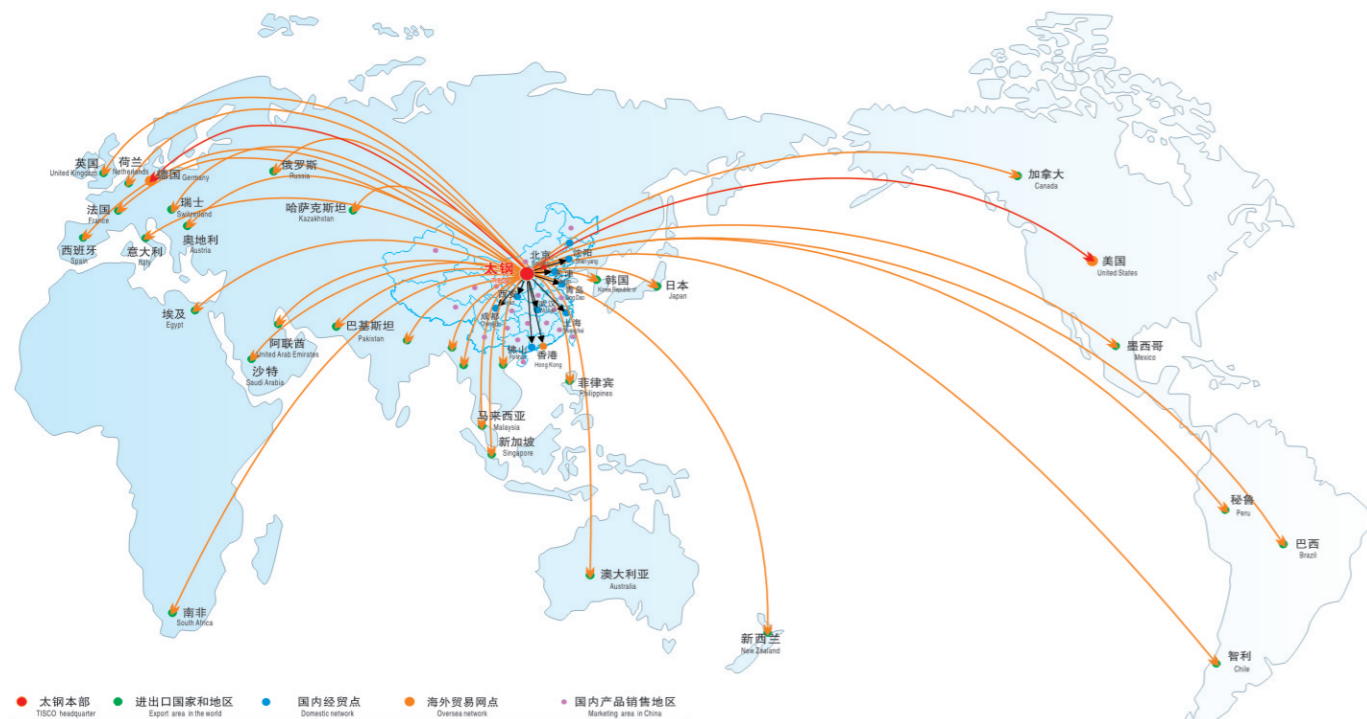 英国
United Kingdom
荷兰
Netherlands
德国
Germany
俄罗斯
Russia
法国
France
瑞士
Switzerland
哈萨克斯坦
Kazakhstan
西班牙
Spain
意大利
Italy
奥地利
Austria
加拿大
Canada
美国
United States
太钢
北京
沈阳
天津
青岛
韩国
Korea, Republic of
日本
Japan
西安
武汉
成都
上海
佛山
香港
Hong Kong
埃及
Egypt
阿联酋
United Arab Emirates
巴基斯坦
Pakistan
沙特
Saudi Arabia
菲律宾
Philippines
马来西亚
Malaysia
新加坡
Singapore
墨西哥
Mexico
秘鲁
Peru
巴西
Brazil
澳大利亚
Australia
南非
South Africa
新西兰
New Zealand
智利
Chile
太钢本部
TISCO headquarter
进出口国家和地区
Export area in the world
国内经贸点
Domestic network
海外贸易网点
Oversea network
国内产品销售地区
Marketing area in China